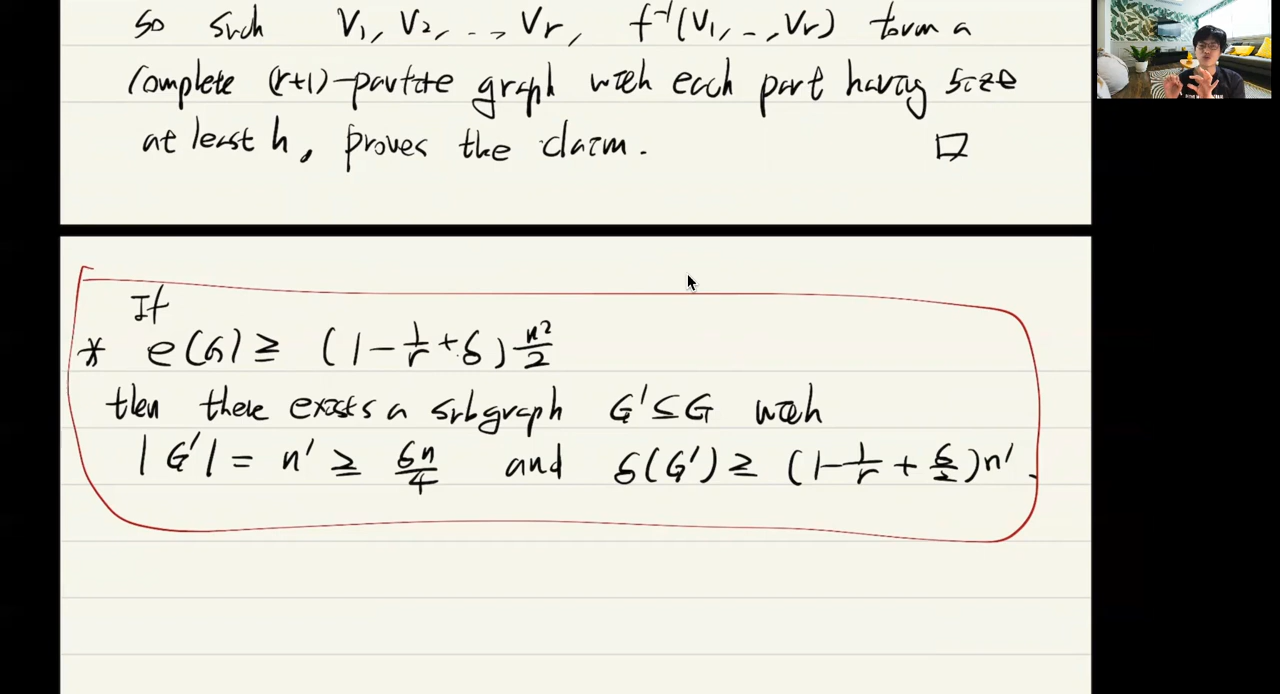 So such V₁, V₂, . . , Vᵣ, f⁻¹(V₁, . . , Vᵣ) form a
complete (r+1)-partite graph with each part having size
at least h, proves the claim. □
If
* e(G) ≥ (1 - 1/r + δ) n²/2
then there exists a subgraph G' ⊆ G with
|G'| = n' ≥ δn/4 and δ(G') ≥ (1 - 1/r + δ/2)n'.